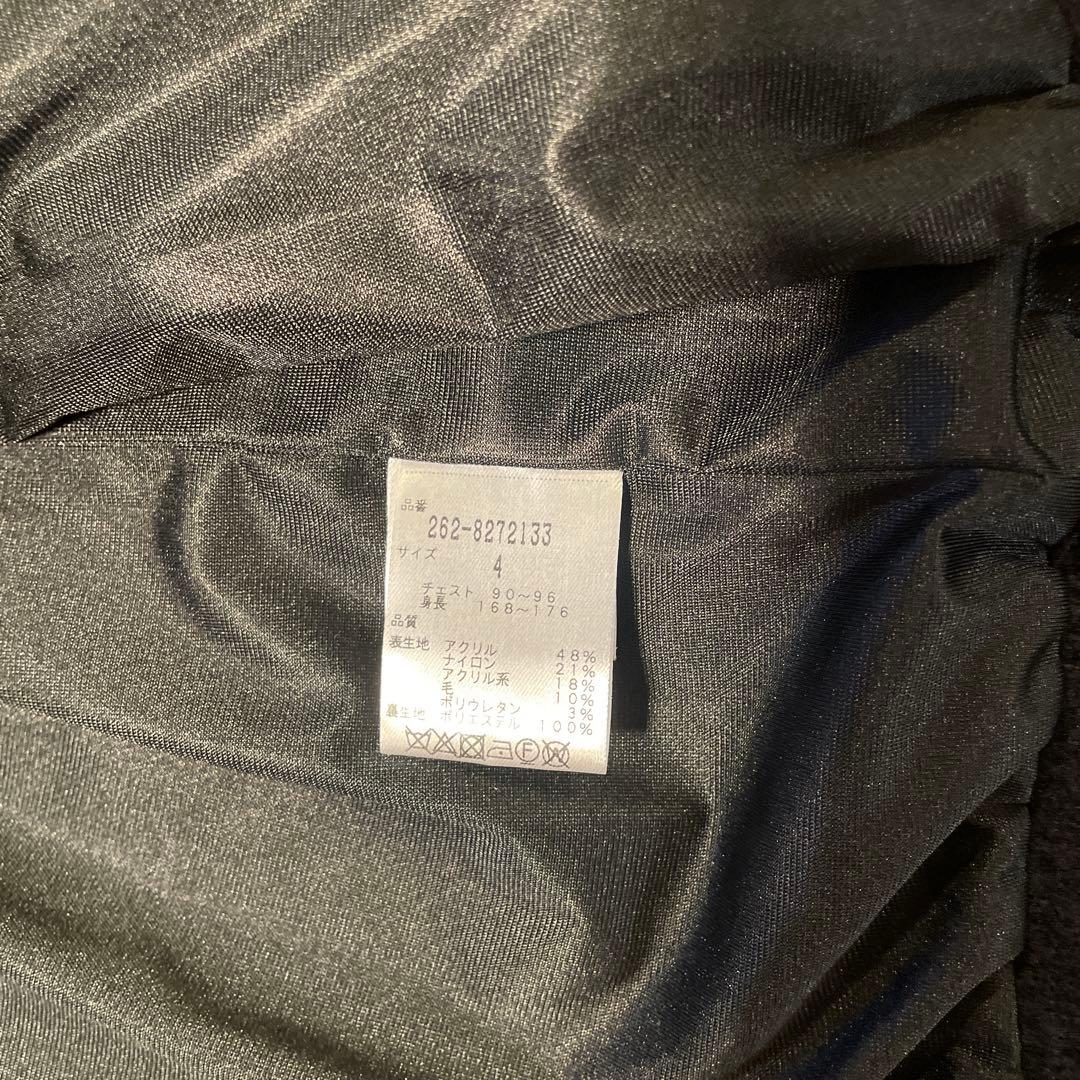 品番
262-8272133
サイズ
4
チェスト 90～96
身長 168～176
品質
表生地 アクリル 48%
ナイロン 21%
アクリル系 18%
毛 10%
ポリウレタン 3%
裏生地 ポリエステル 100%
F W